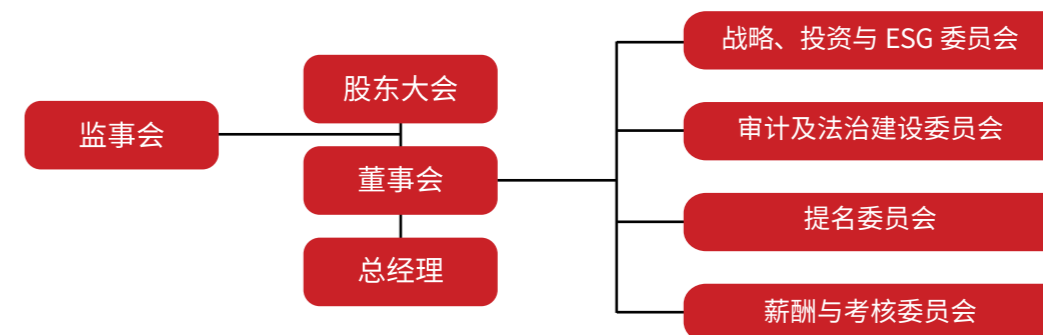 股东大会
监事会
董事会
总经理
战略、投资与 ESG 委员会
审计及法治建设委员会
提名委员会
薪酬与考核委员会